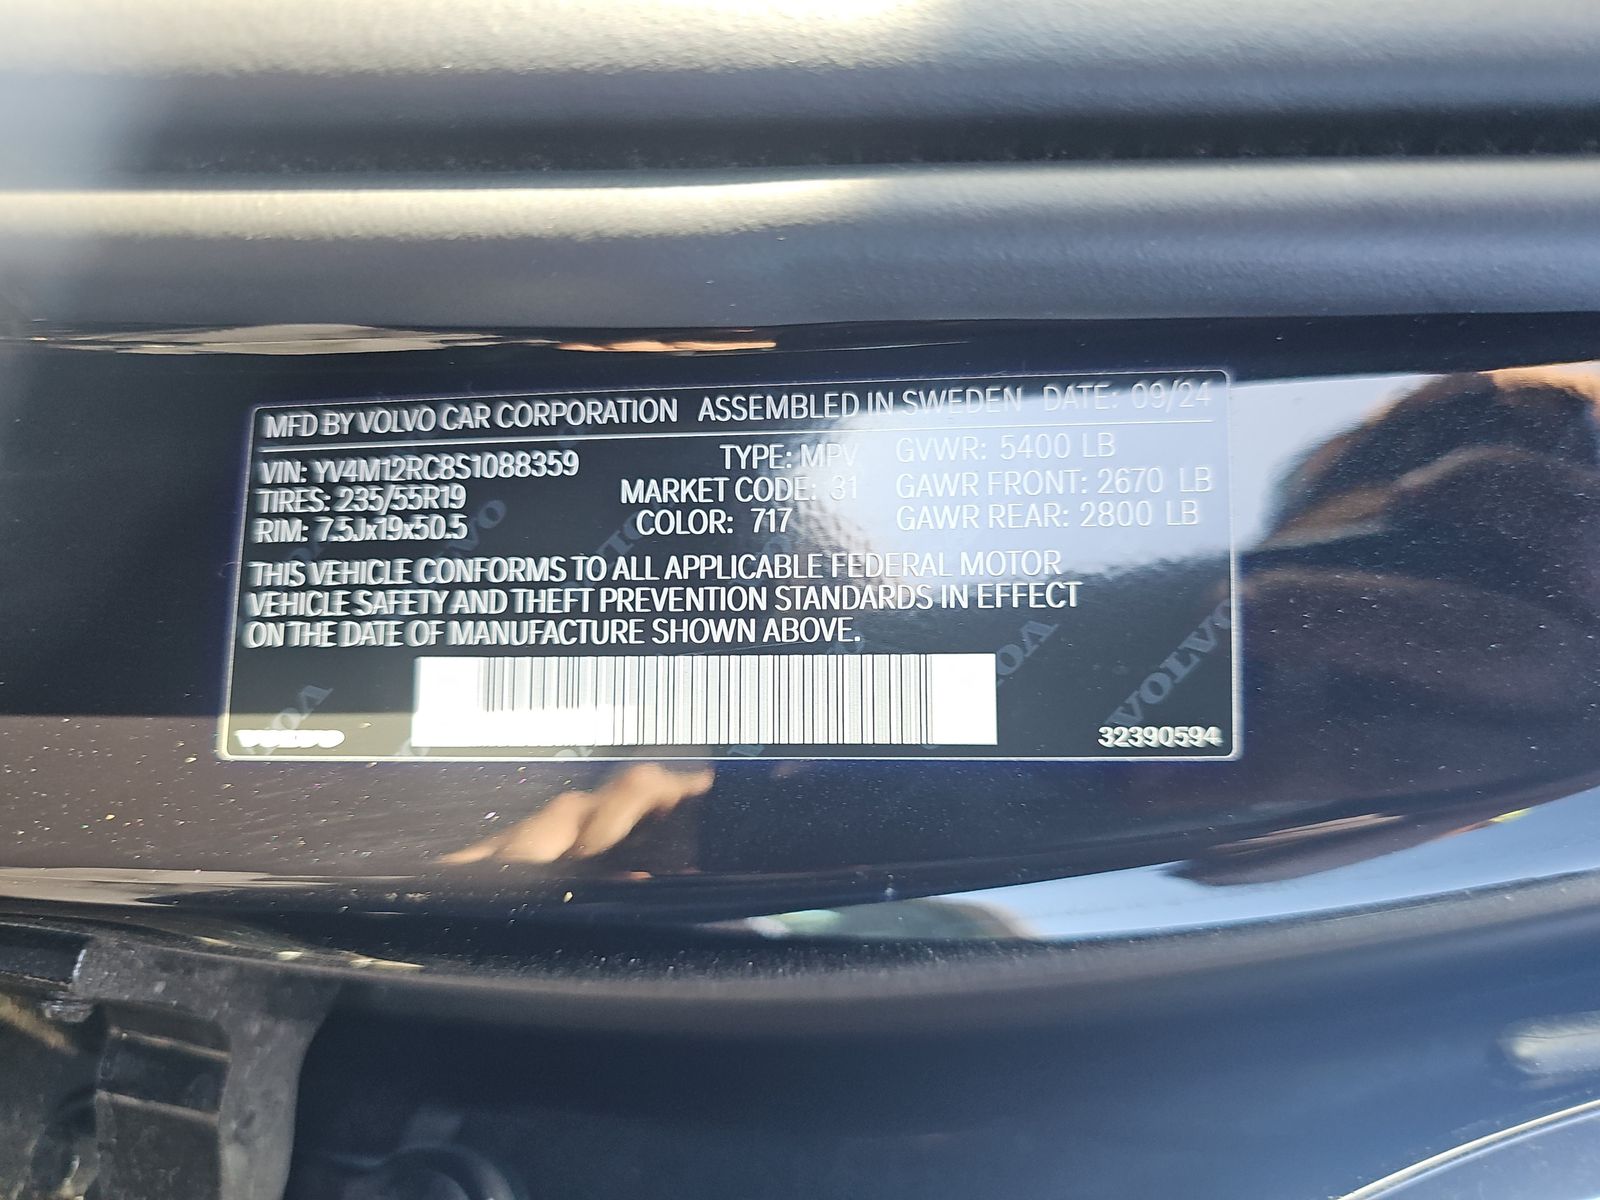 MFD BY VOLVO CAR CORPORATION ASSEMBLED IN SWEDEN DATE: 09/24
VIN: YV4M12RC8S1088359 TYPE: MPV GVWR: 5400 LB
TIRES: 235/55R19 MARKET CODE: 31 GAWR FRONT: 2670 LB
RIM: 7.5Jx19x50.5 COLOR: 717 GAWR REAR: 2800 LB
THIS VEHICLE CONFORMS TO ALL APPLICABLE FEDERAL MOTOR
VEHICLE SAFETY AND THEFT PREVENTION STANDARDS IN EFFECT
ON THE DATE OF MANUFACTURE SHOWN ABOVE.
VOLVO 32390594